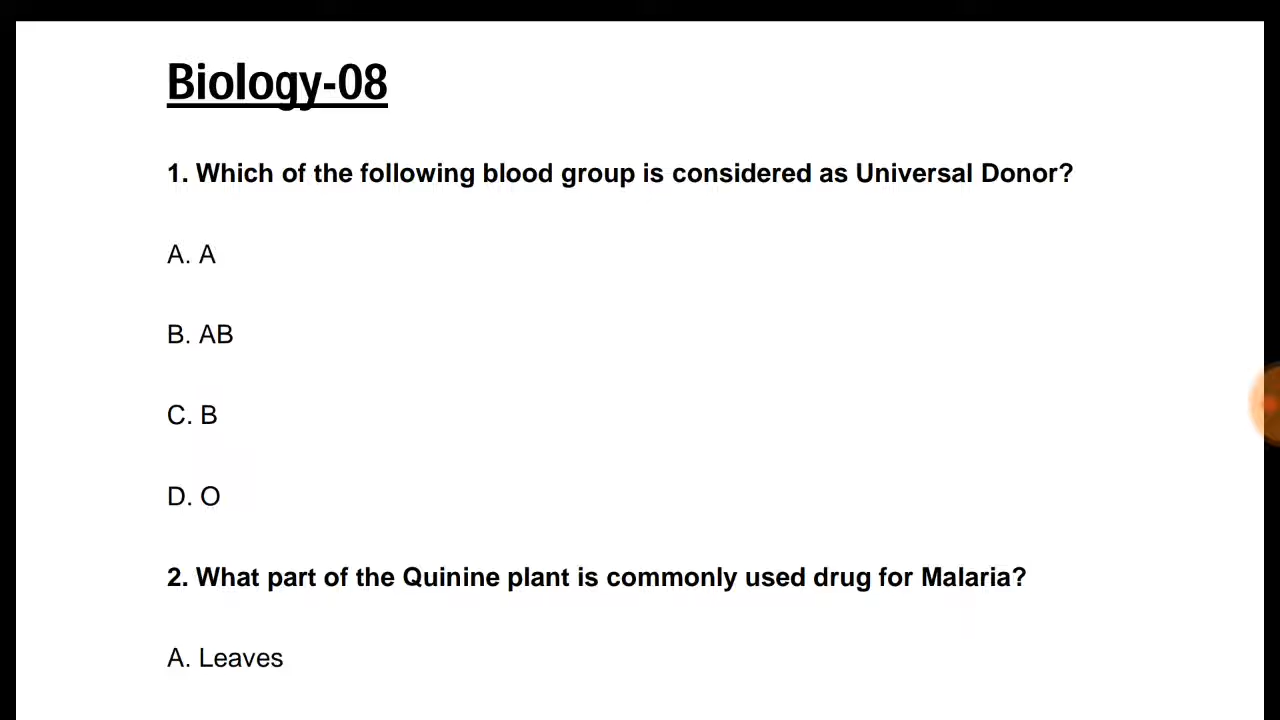 Biology-08
1. Which of the following blood group is considered as Universal Donor?
A. A
B. AB
C. B
D. O
2. What part of the Quinine plant is commonly used drug for Malaria?
A. Leaves